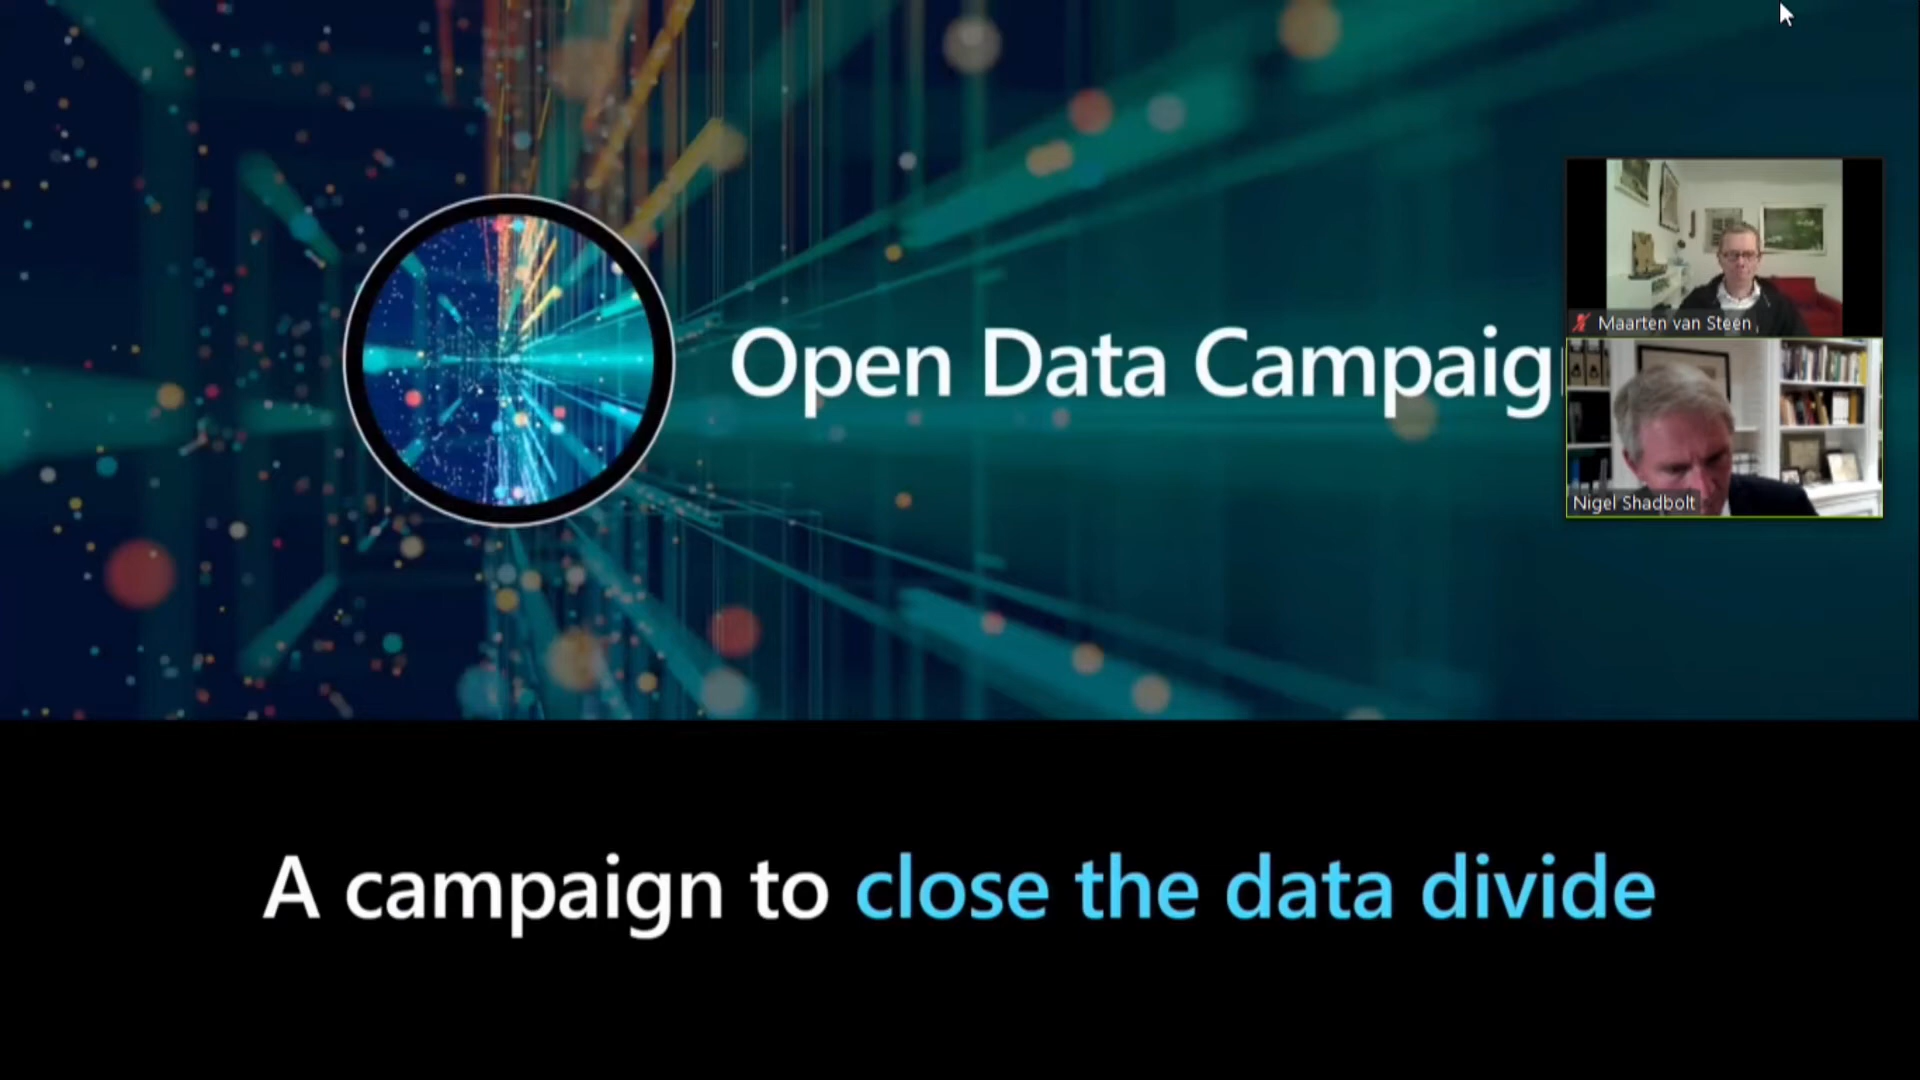 Open Data Campaig
Maarten van Steen
Nigel Shadbolt
A campaign to close the data divide